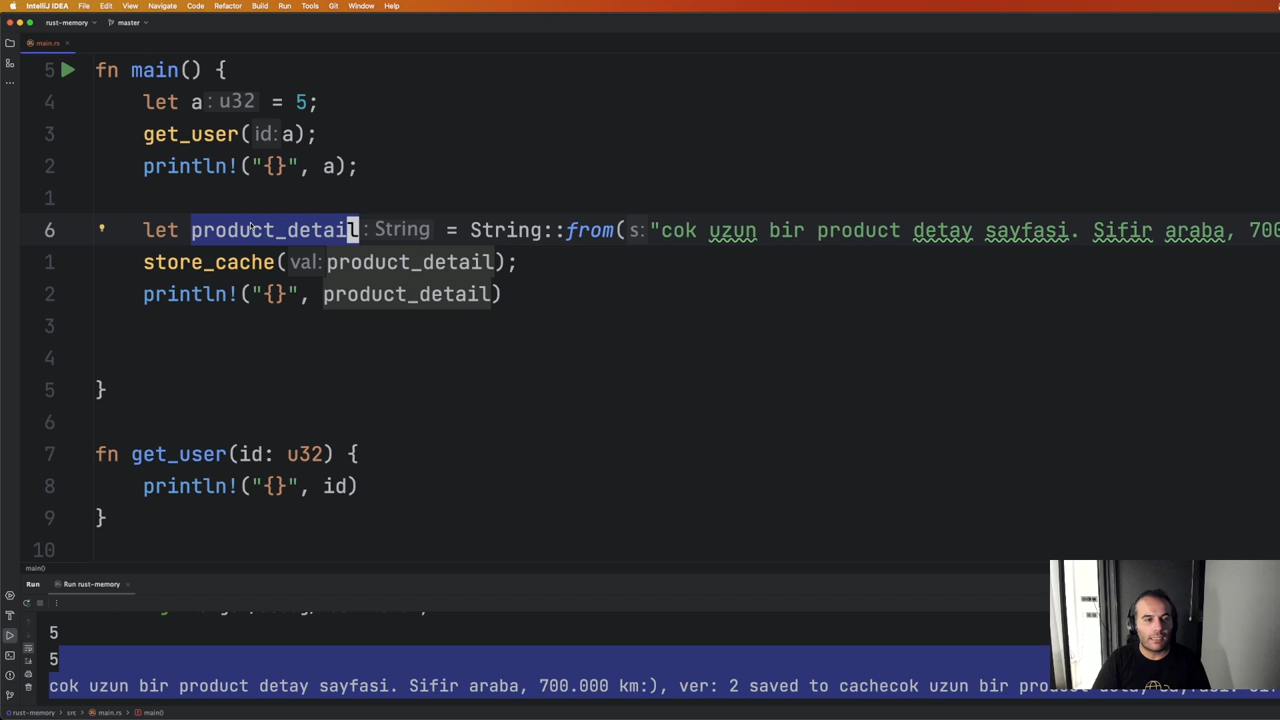 IntelliJ IDEA File Edit View Navigate Code Refactor Build Run Tools Git Window Help
rust-memory master
main.rs
5 fn main() {
4 let a: u32 = 5;
3 get_user(id: a);
2 println!("{}", a);
1
6 let product_detail: String = String::from(s: "cok uzun bir product detay sayfasi. Sifir araba, 700
1 store_cache(val: product_detail);
2 println!("{}", product_detail)
3
4
5 }
6
7 fn get_user(id: u32) {
8 println!("{}", id)
9 }
10
main()
Run Run rust-memory
5
5
cok uzun bir product detay sayfasi. Sifir araba, 700.000 km:), ver: 2 saved to cachecok uzun bir
rust-memory src main.rs main()